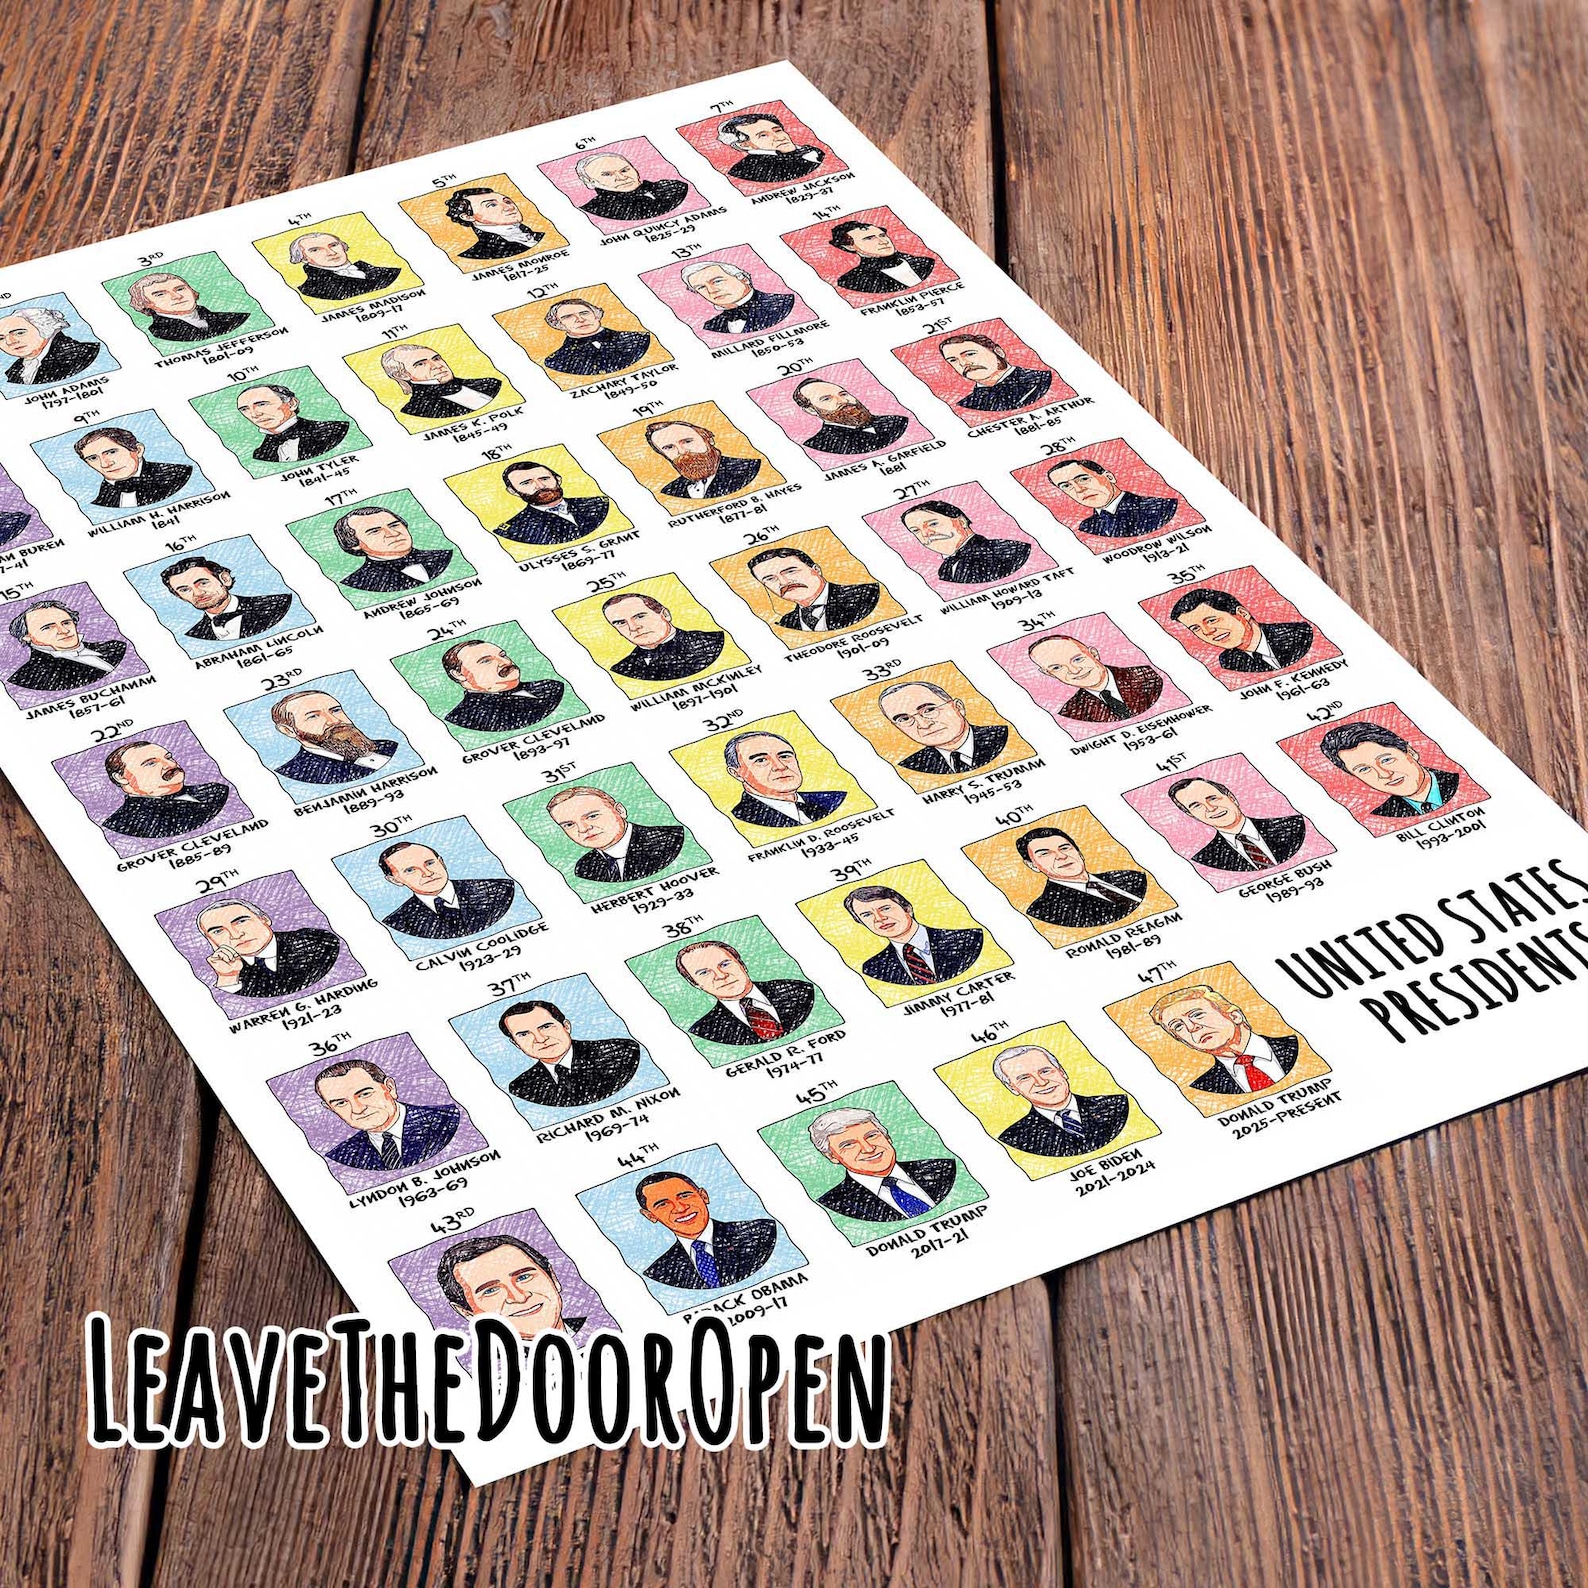 ND
JOHN ADAMS
1797-1801
3RD
THOMAS JEFFERSON
1801-09
4TH
JAMES MADISON
1809-17
5TH
JAMES MONROE
1817-25
6TH
JOHN QUINCY ADAMS
1825-29
7TH
ANDREW JACKSON
1829-37
AN BUREN
7-41
9TH
WILLIAM H. HARRISON
1841
10TH
JOHN TYLER
1841-45
11TH
JAMES K. POLK
1845-49
12TH
ZACHARY TAYLOR
1849-50
13TH
MILLARD FILLMORE
1850-53
14TH
FRANKLIN PIERCE
1853-57
15TH
JAMES BUCHANAN
1857-61
16TH
ABRAHAM LINCOLN
1861-65
17TH
ANDREW JOHNSON
1865-69
18TH
ULYSSES S. GRANT
1869-77
19TH
RUTHERFORD B. HAYES
1877-81
20TH
JAMES A. GARFIELD
1881
21ST
CHESTER A. ARTHUR
1881-85
22ND
GROVER CLEVELAND
1885-89
23RD
BENJAMIN HARRISON
1889-93
24TH
GROVER CLEVELAND
1893-97
25TH
WILLIAM MCKINLEY
1897-1901
26TH
THEODORE ROOSEVELT
1901-09
27TH
WILLIAM HOWARD TAFT
1909-13
28TH
WOODROW WILSON
1913-21
29TH
WARREN G. HARDING
1921-23
30TH
CALVIN COOLIDGE
1923-29
31ST
HERBERT HOOVER
1929-33
32ND
FRANKLIN D. ROOSEVELT
1933-45
33RD
HARRY S. TRUMAN
1945-53
34TH
DWIGHT D. EISENHOWER
1953-61
35TH
JOHN F. KENNEDY
1961-63
36TH
LYNDON B. JOHNSON
1963-69
37TH
RICHARD M. NIXON
1969-74
38TH
GERALD R. FORD
1974-77
39TH
JIMMY CARTER
1977-81
40TH
RONALD REAGAN
1981-89
41ST
GEORGE BUSH
1989-93
42ND
BILL CLINTON
1993-2001
43RD
44TH
BARACK OBAMA
2009-17
45TH
DONALD TRUMP
2017-21
46TH
JOE BIDEN
2021-2024
47TH
DONALD TRUMP
2025-PRESENT
UNITED STATES
PRESIDENTS
LEAVETHEDOOROPEN